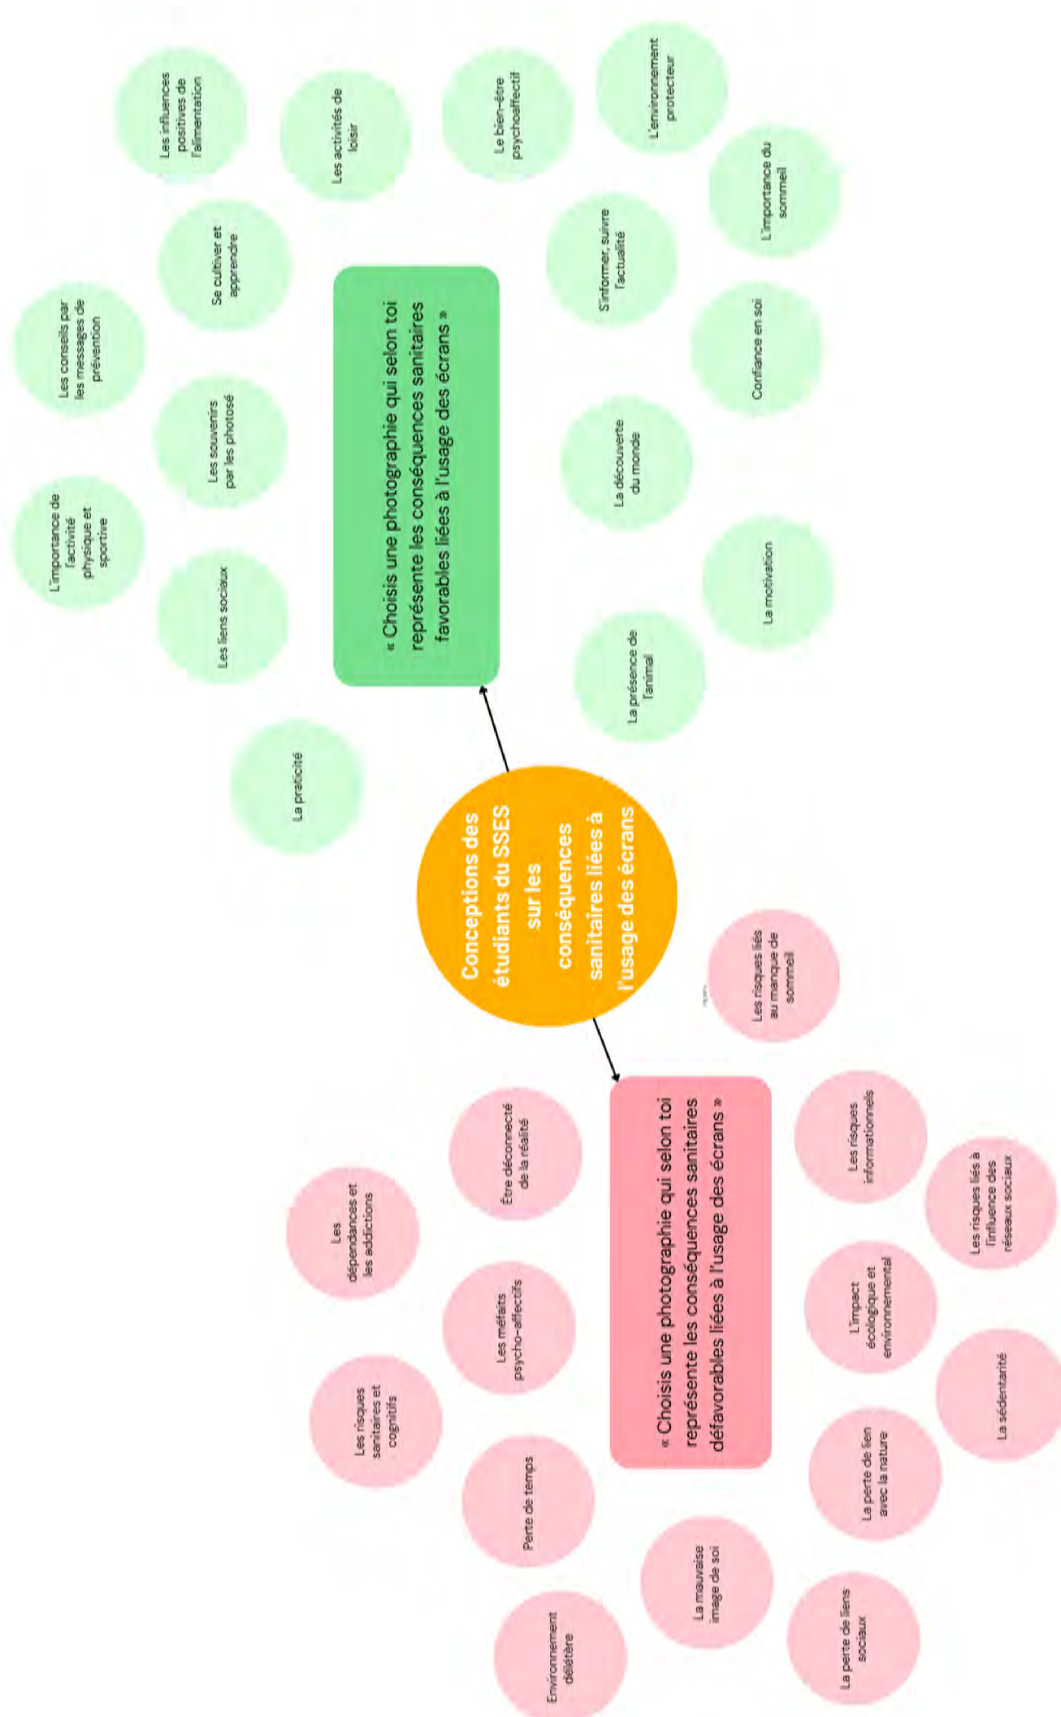 Conceptions des
étudiants du SSES
sur les
conséquences
sanitaires liées à
l'usage des écrans
« Choisis une photographie qui selon toi
représente les conséquences sanitaires
défavorables liées à l'usage des écrans »
Les
dépendances et
les addictions
Être déconnecté
de la réalité
Les risques
sanitaires et
cognitifs
Les méfaits
psycho-affectifs
Perte de temps
Environnement
délétère
La mauvaise
image de soi
La perte de liens
sociaux
La perte de lien
avec la nature
La sédentarité
L'impact
écologique et
environnemental
Les risques liés à
l'influence des
réseaux sociaux
Les risques
informationnels
Les risques liés
au manque de
sommeil
« Choisis une photographie qui selon toi
représente les conséquences sanitaires
favorables liées à l'usage des écrans »
La praticité
Les liens sociaux
L'importance de
l'activité
physique et
sportive
Les souvenirs
par les photosé
Les conseils par
les messages de
prévention
Se cultiver et
apprendre
Les influences
positives de
l'alimentation
Les activités de
loisir
Le bien-être
psychoaffectif
L'environnement
protecteur
S'informer, suivre
l'actualité
L'importance du
sommeil
Confiance en soi
La découverte
du monde
La motivation
La présence de
l'animal